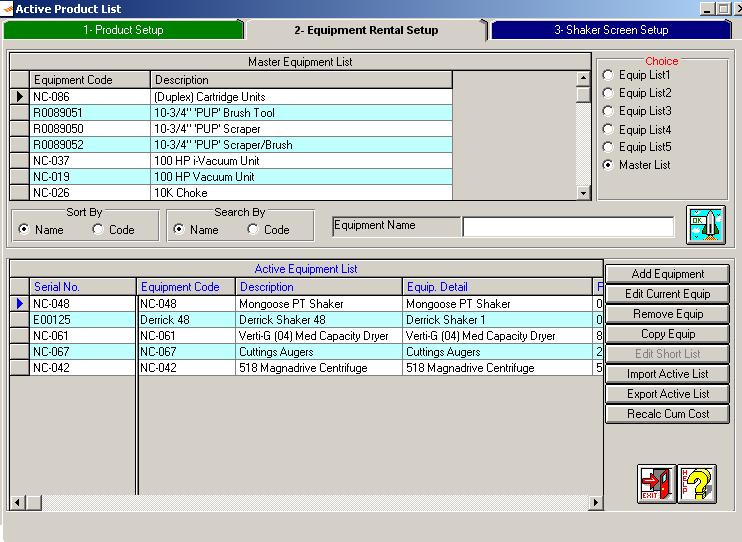 Active Product List
1- Product Setup
2- Equipment Rental Setup
3- Shaker Screen Setup
Master Equipment List
Equipment Code Description
NC-086 (Duplex) Cartridge Units
R0089051 10-3/4" 'PUP' Brush Tool
R0089050 10-3/4" 'PUP' Scraper
R0089052 10-3/4" 'PUP' Scraper/Brush
NC-037 100 HP i-Vacuum Unit
NC-019 100 HP Vacuum Unit
NC-026 10K Choke
Choice
Equip List1
Equip List2
Equip List3
Equip List4
Equip List5
Master List
Sort By
Name Code
Search By
Name Code
Equipment Name
OK
Active Equipment List
Serial No. Equipment Code Description Equip. Detail
NC-048 NC-048 Mongoose PT Shaker Mongoose PT Shaker 0
E00125 Derrick 48 Derrick Shaker 48 Derrick Shaker 1 0
NC-061 NC-061 Verti-G (04) Med Capacity Dryer Verti-G (04) Med Capacity Dryer 8
NC-067 NC-067 Cuttings Augers Cuttings Augers 2
NC-042 NC-042 518 Magnadrive Centrifuge 518 Magnadrive Centrifuge 5
Add Equipment
Edit Current Equip
Remove Equip
Copy Equip
Edit Short List
Import Active List
Export Active List
Recalc Cum Cost
EXIT
HELP